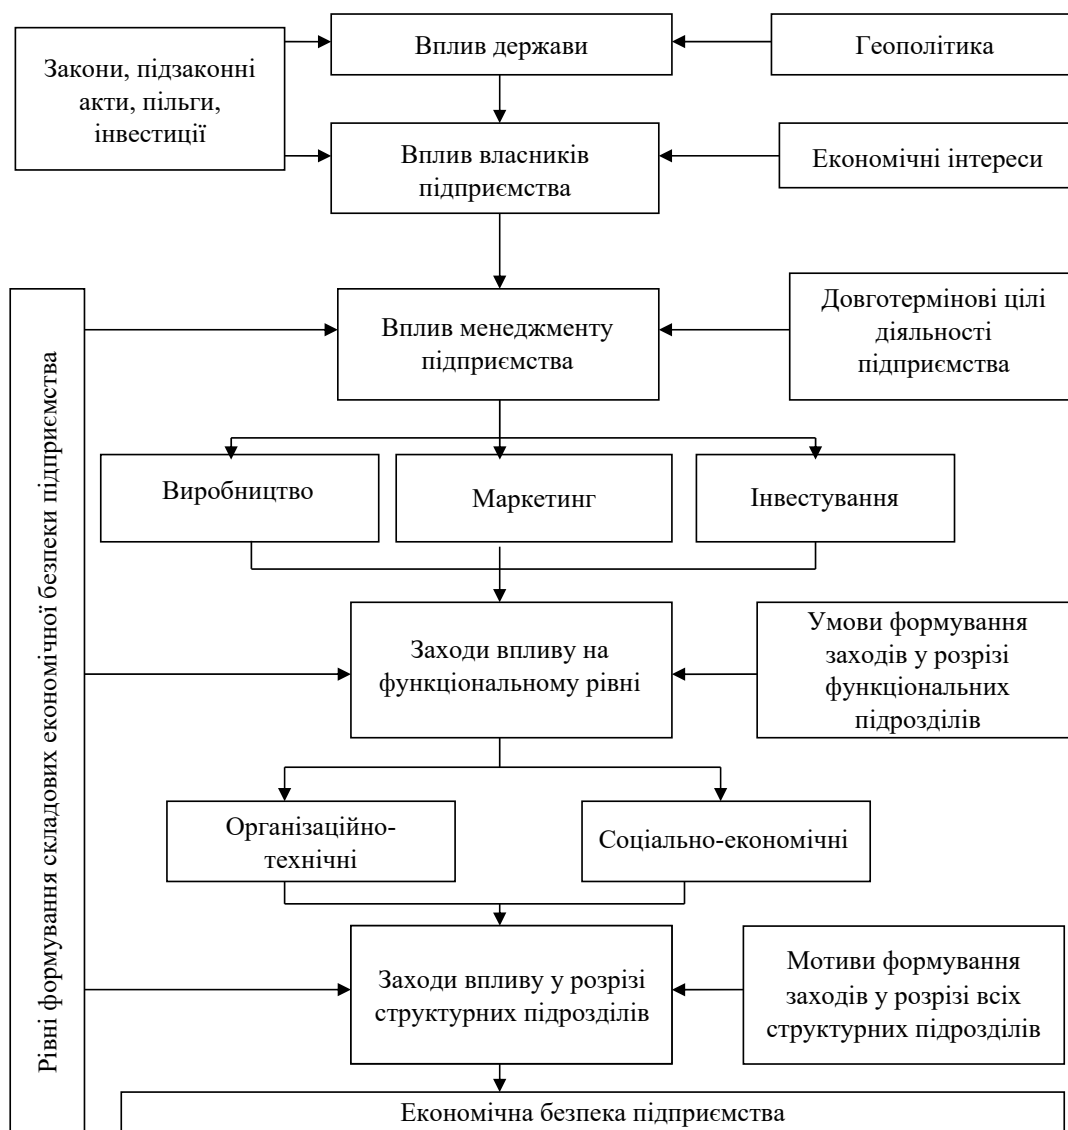 Вплив держави
Геополітика
Закони, підзаконні
акти, пільги,
інвестиції
Вплив власників
підприємства
Економічні інтереси
Рівні формування складових економічної безпеки підприємства
Вплив менеджменту
підприємства
Довготермінові цілі
діяльності
підприємства
Виробництво
Маркетинг
Інвестування
Заходи впливу на
функціональному рівні
Умови формування
заходів у розрізі
функціональних
підрозділів
Організаційно-
технічні
Соціально-економічні
Заходи впливу у розрізі
структурних підрозділів
Мотиви формування
заходів у розрізі всіх
структурних підрозділів
Економічна безпека підприємства